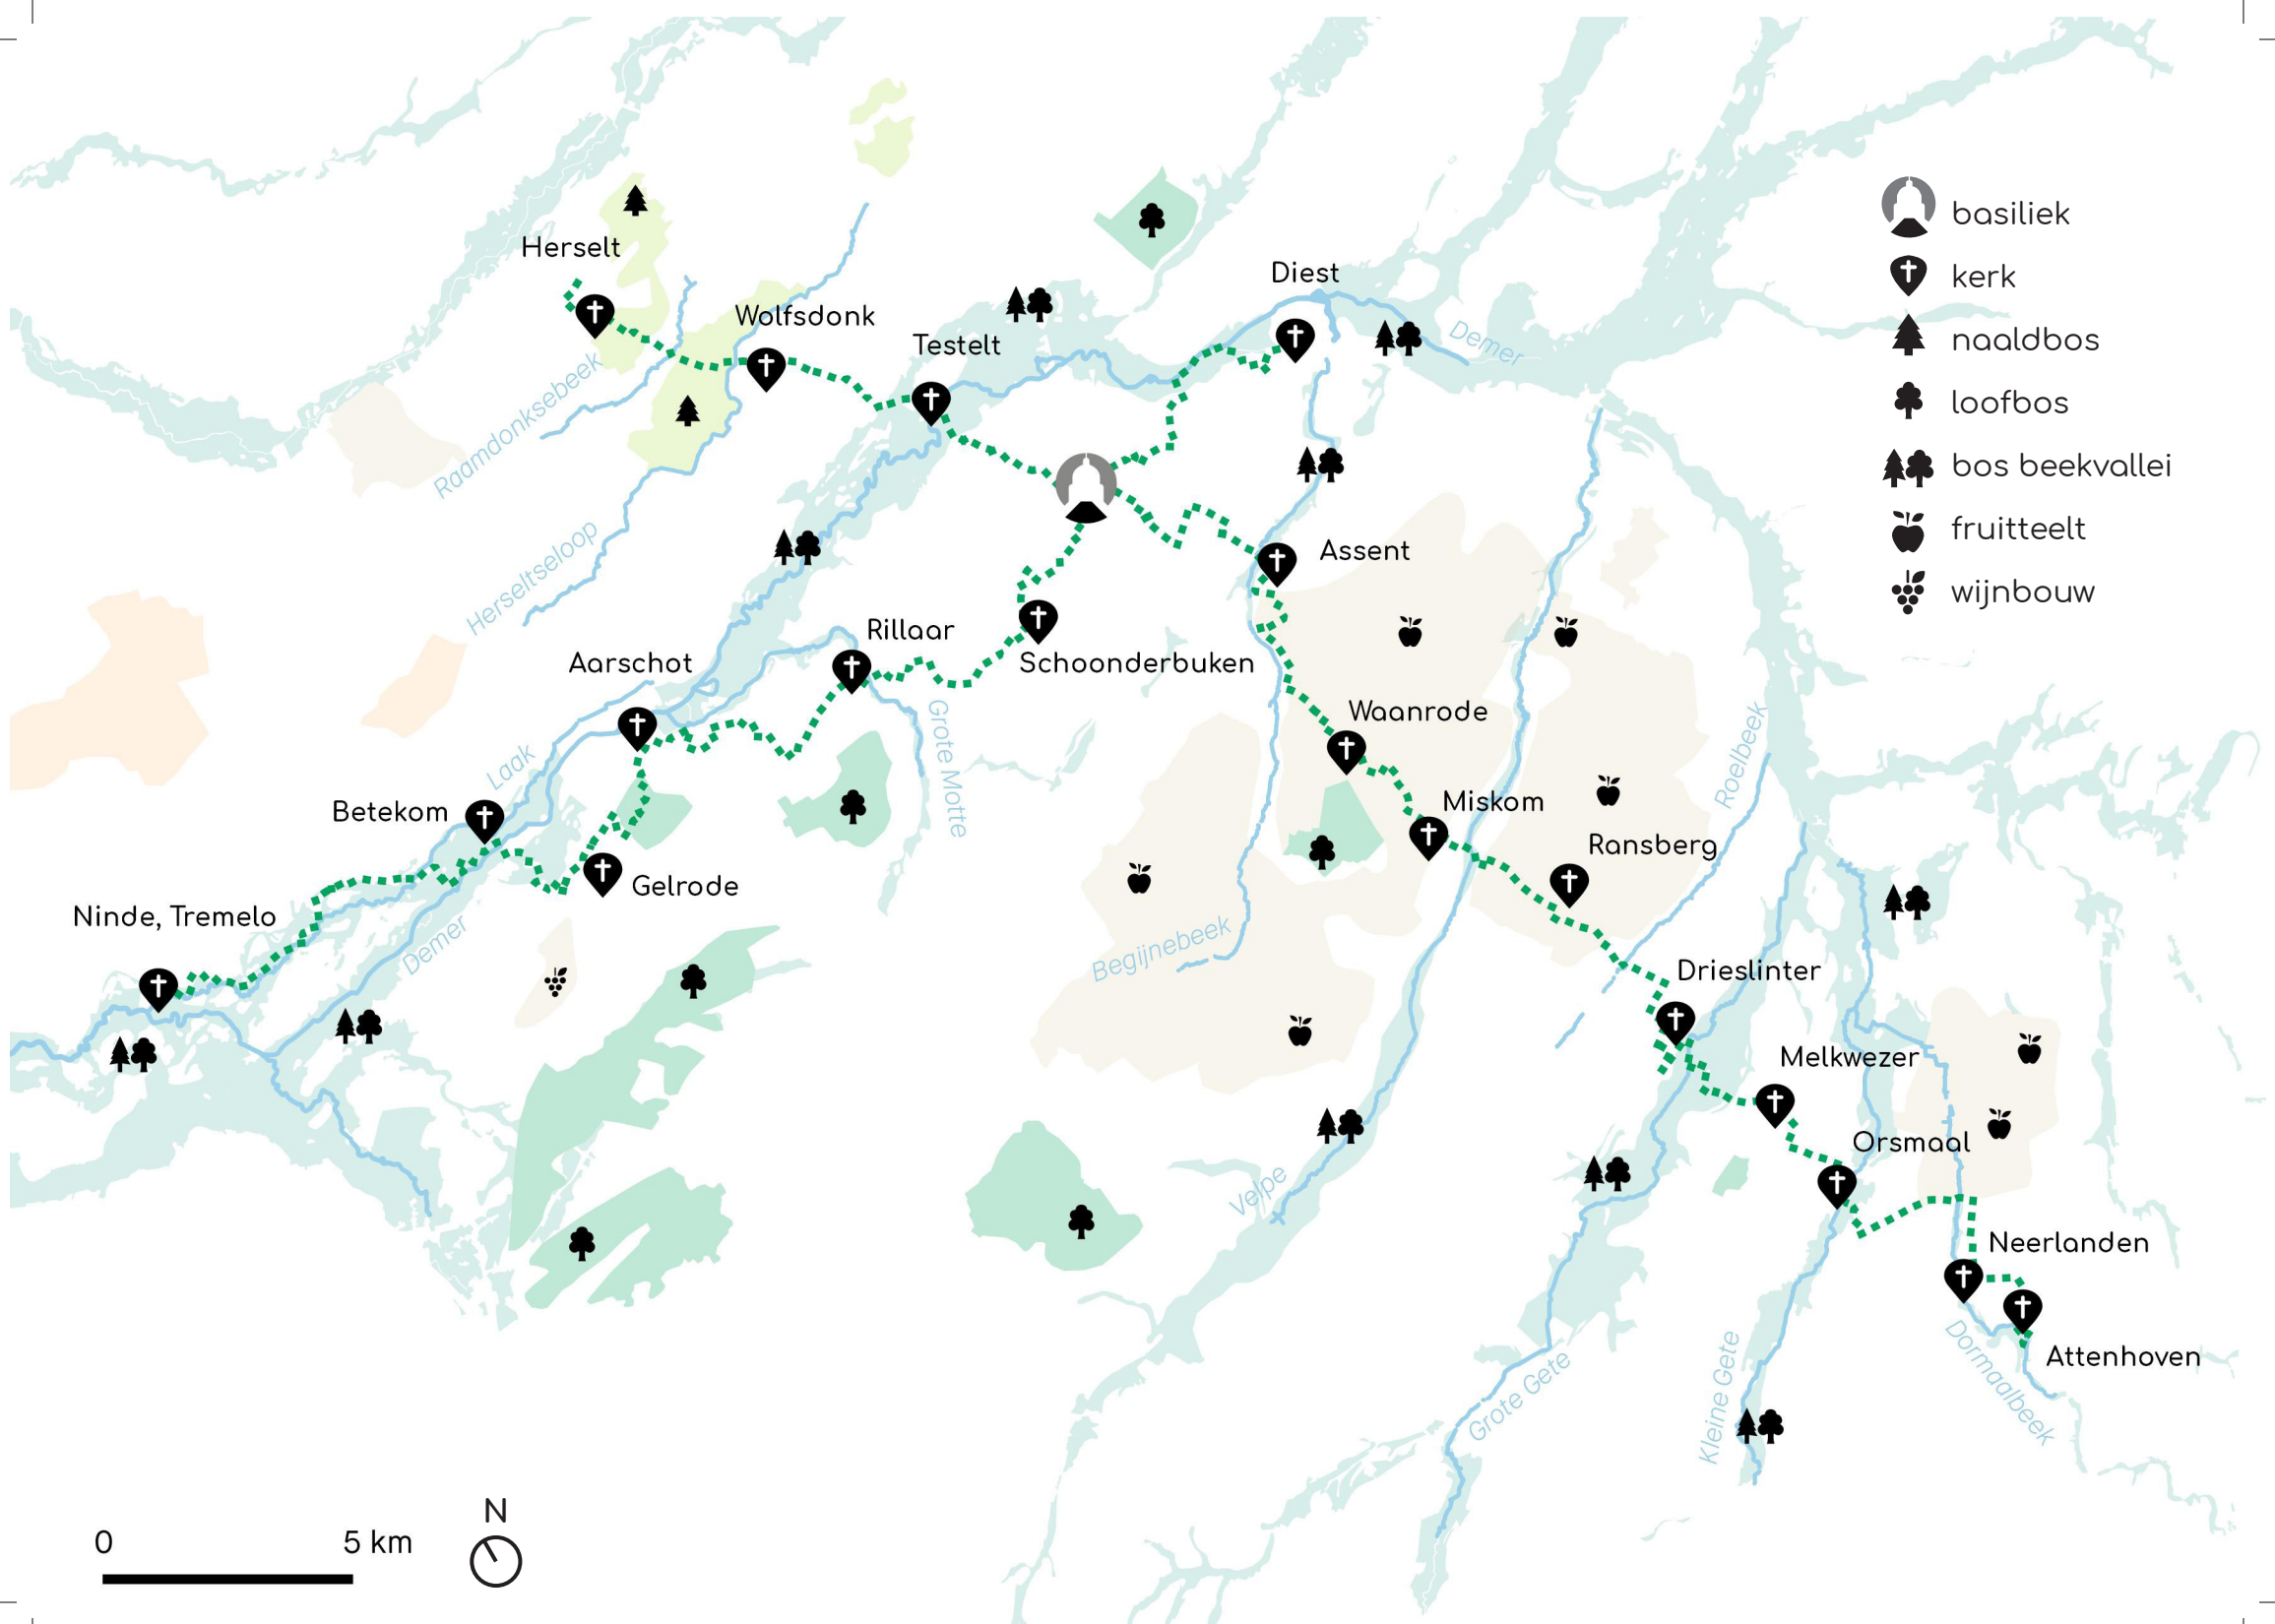 basiliek
kerk
naaldbos
loofbos
bos beekvallei
fruitteelt
wijnbouw
Herselt
Wolfsdonk
Testelt
Diest
Demer
Raamdonksebeek
Herseltseloop
Assent
Rillaar
Schoonderbuken
Aarschot
Grote Motte
Laak
Waanrode
Roelbeek
Betekom
Miskom
Ransberg
Gelrode
Ninde, Tremelo
Demer
Begijnebeek
Drieslinter
Melkwezer
Orsmaal
Velpe
Neerlanden
Attenhoven
Dormaalbeek
Grote Gete
Kleine Gete
N
0 5 km